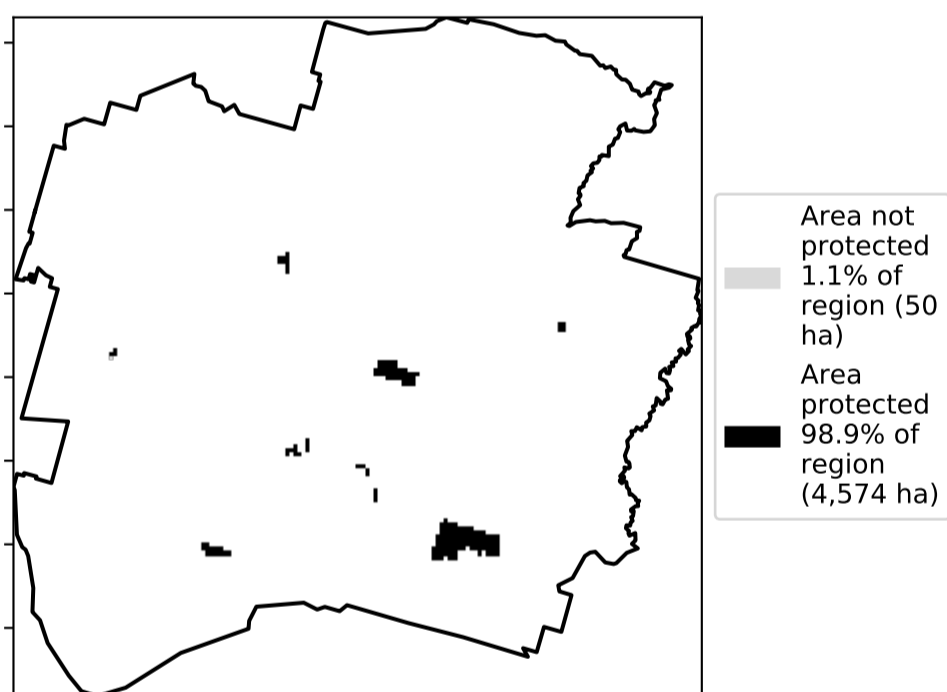 Area not
protected
1.1% of
region (50
ha)
Area
protected
98.9% of
region
(4,574 ha)